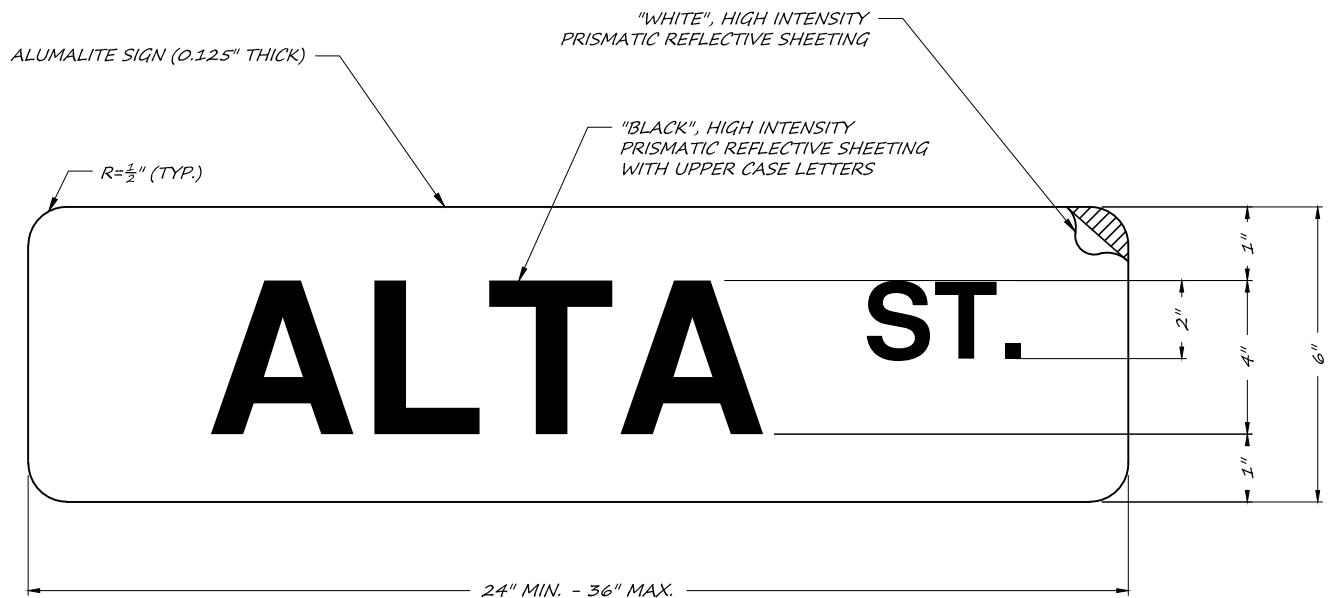 "WHITE", HIGH INTENSITY
PRISMATIC REFLECTIVE SHEETING
ALUMALITE SIGN (0.125" THICK)
"BLACK", HIGH INTENSITY
PRISMATIC REFLECTIVE SHEETING
WITH UPPER CASE LETTERS
R=½" (TYP.)
ALTA ST.
1"
2"
4"
6"
1"
24" MIN. - 36" MAX.